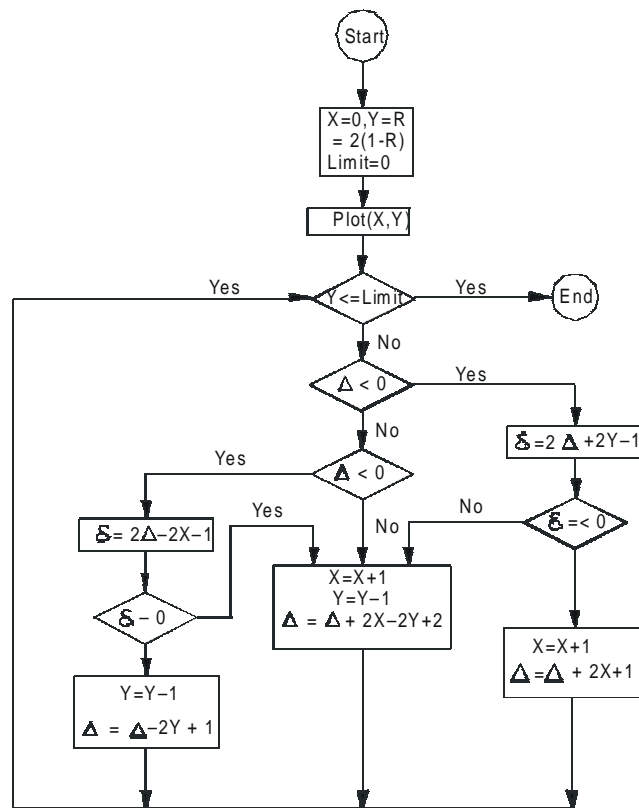 Start
X=0,Y=R
= 2(1-R)
Limit=0
Plot(X,Y)
Yes
Y<=Limit
Yes
End
No
Δ < 0
Yes
No
δ=2 Δ+2Y−1
Yes
Δ < 0
δ= 2Δ−2X−1
Yes
No
No
δ=< 0
δ − 0
X=X+1
Y=Y−1
Δ = Δ + 2X−2Y+2
X=X+1
Δ=Δ + 2X+1
Y=Y−1
Δ = Δ−2Y + 1